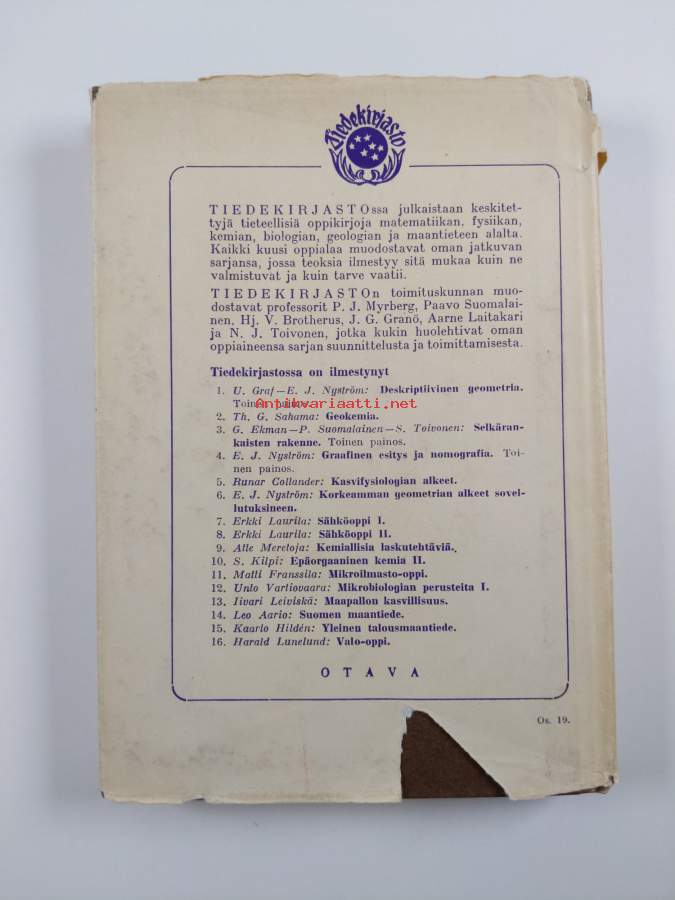 Tiedekirjasto
TIEDEKIRJASTOssa julkaistaan keskitet-
tyjä tieteellisiä oppikirjoja matematiikan, fysiikan,
kemian, biologian, geologian ja maantieteen alalta.
Kaikki kuusi oppialaa muodostavat oman jatkuvan
sarjansa, jossa teoksia ilmestyy sitä mukaa kuin ne
valmistuvat ja kuin tarve vaatii.
TIEDEKIRJASTOn toimituskunnan muo-
dostavat professorit P. J. Myrberg, Paavo Suomalai-
nen, Hj. V. Brotherus, J. G. Granö, Aarne Laitakari
ja N. J. Toivonen, jotka kukin huolehtivat oman
oppiaineensa sarjan suunnittelusta ja toimittamisesta.
Tiedekirjastossa on ilmestynyt
1. U. Graf—E. J. Nyström: Deskriptiivinen geometria.
Toinen painos.
Antikvariaatti.net
2. Th. G. Sahama: Geokemia.
3. G. Ekman—P. Suomalainen—S. Toivonen: Selkäran-
kaisten rakenne. Toinen painos.
4. E. J. Nyström: Graafinen esitys ja nomografia. Toi-
nen painos.
5. Runar Collander: Kasvifysiologian alkeet.
6. E. J. Nyström: Korkeamman geometrian alkeet sovel-
lutuksineen.
7. Erkki Laurila: Sähköoppi I.
8. Erkki Laurila: Sähköoppi II.
9. Atle Meretoja: Kemiallisia laskutehtäviä.
10. S. Kilpi: Epäorgaaninen kemia II.
11. Matti Franssila: Mikroilmasto-oppi.
12. Unto Vartiovaara: Mikrobiologian perusteita I.
13. Iivari Leiviskä: Maapallon kasvillisuus.
14. Leo Aario: Suomen maantiede.
15. Kaarlo Hildén: Yleinen talousmaantiede.
16. Harald Lunelund: Valo-oppi.
OTAVA
Os. 19.